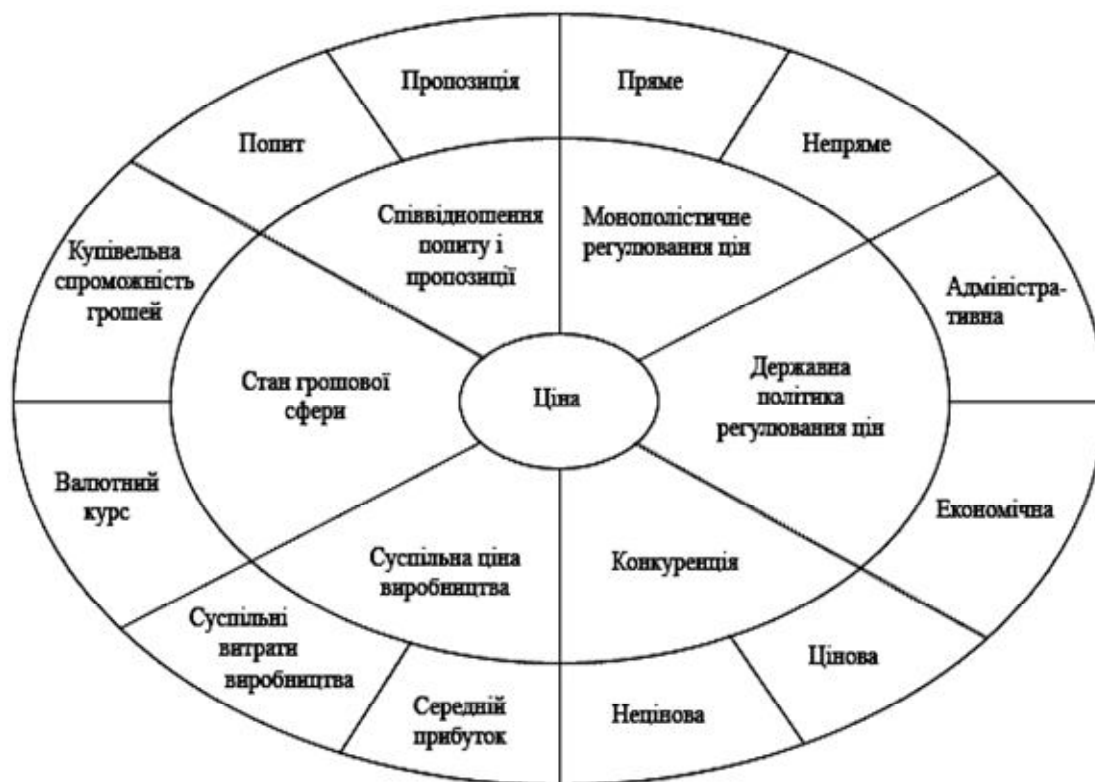 Пропозиція
Пряме
Попит
Непряме
Співвідношення
попиту і
пропозиції
Монополістичне
регулювання цін
Купівельна
спроможність
грошей
Адміністра-
тивна
Стан грошової
сфери
Ціна
Державна
політика
регулювання цін
Валютний
курс
Економічна
Суспільна ціна
виробництва
Конкуренція
Суспільні
витрати
виробництва
Середній
прибуток
Нецінова
Цінова